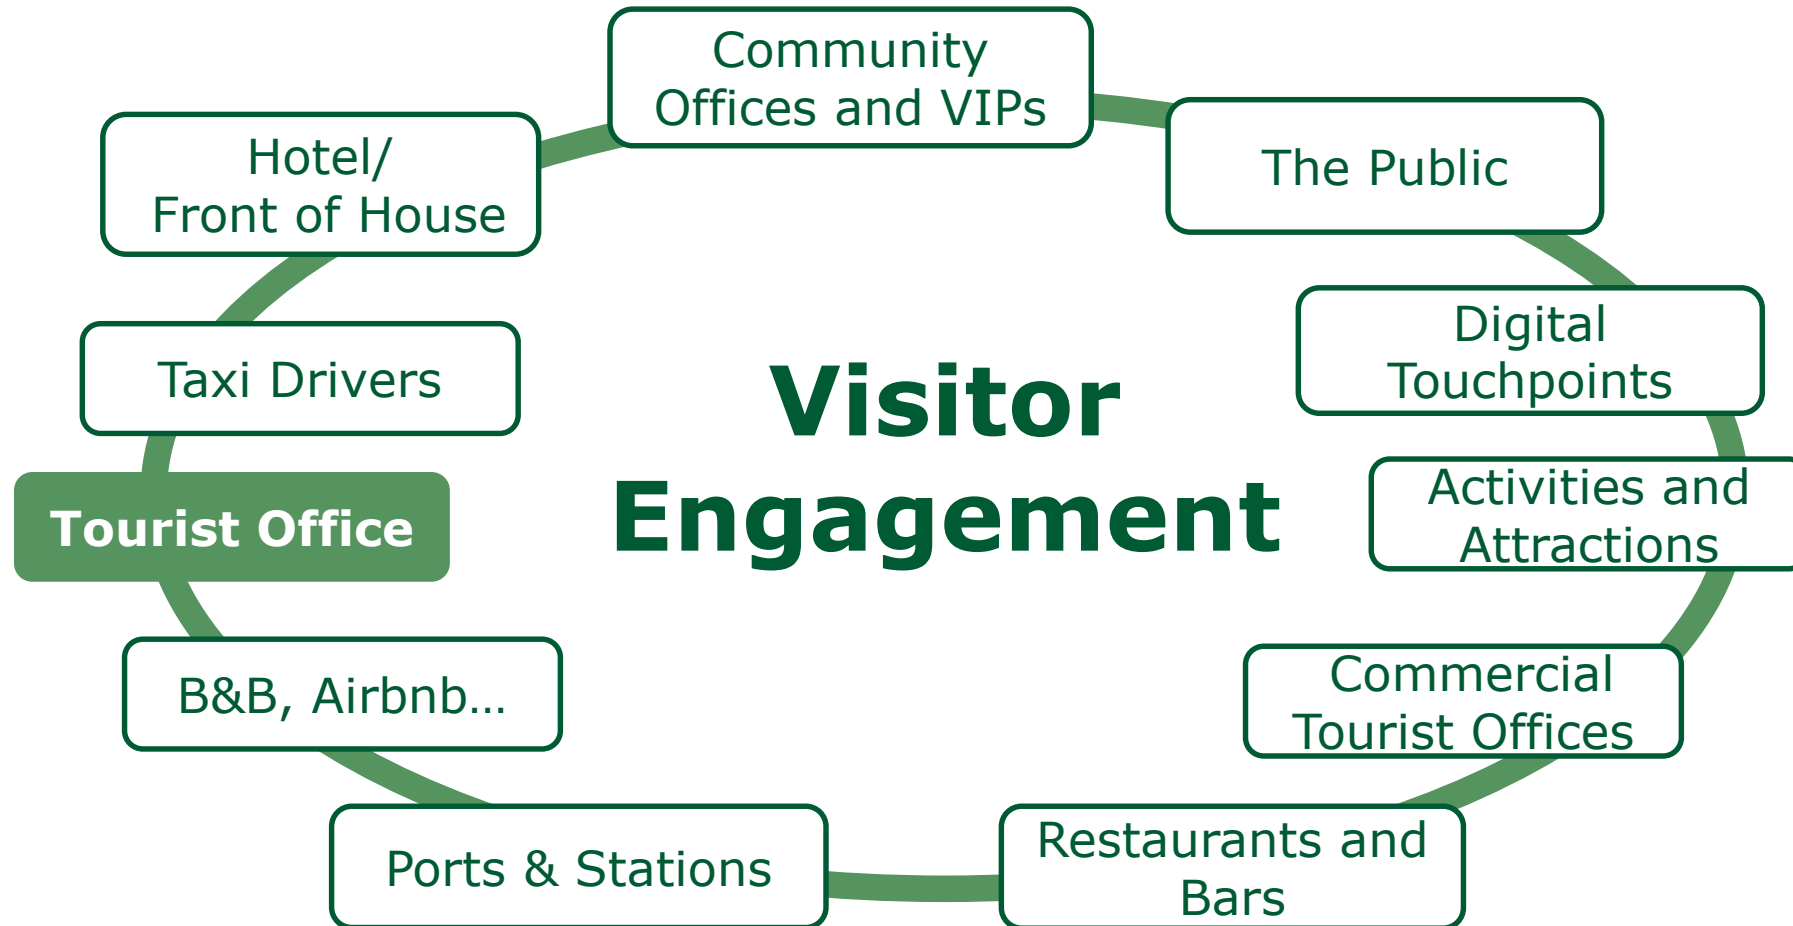 Community
Offices and VIPs
Hotel/
Front of House
The Public
Digital
Touchpoints
Taxi Drivers
Visitor
Engagement
Activities and
Attractions
Tourist Office
B&B, Airbnb…
Commercial
Tourist Offices
Ports & Stations
Restaurants and
Bars